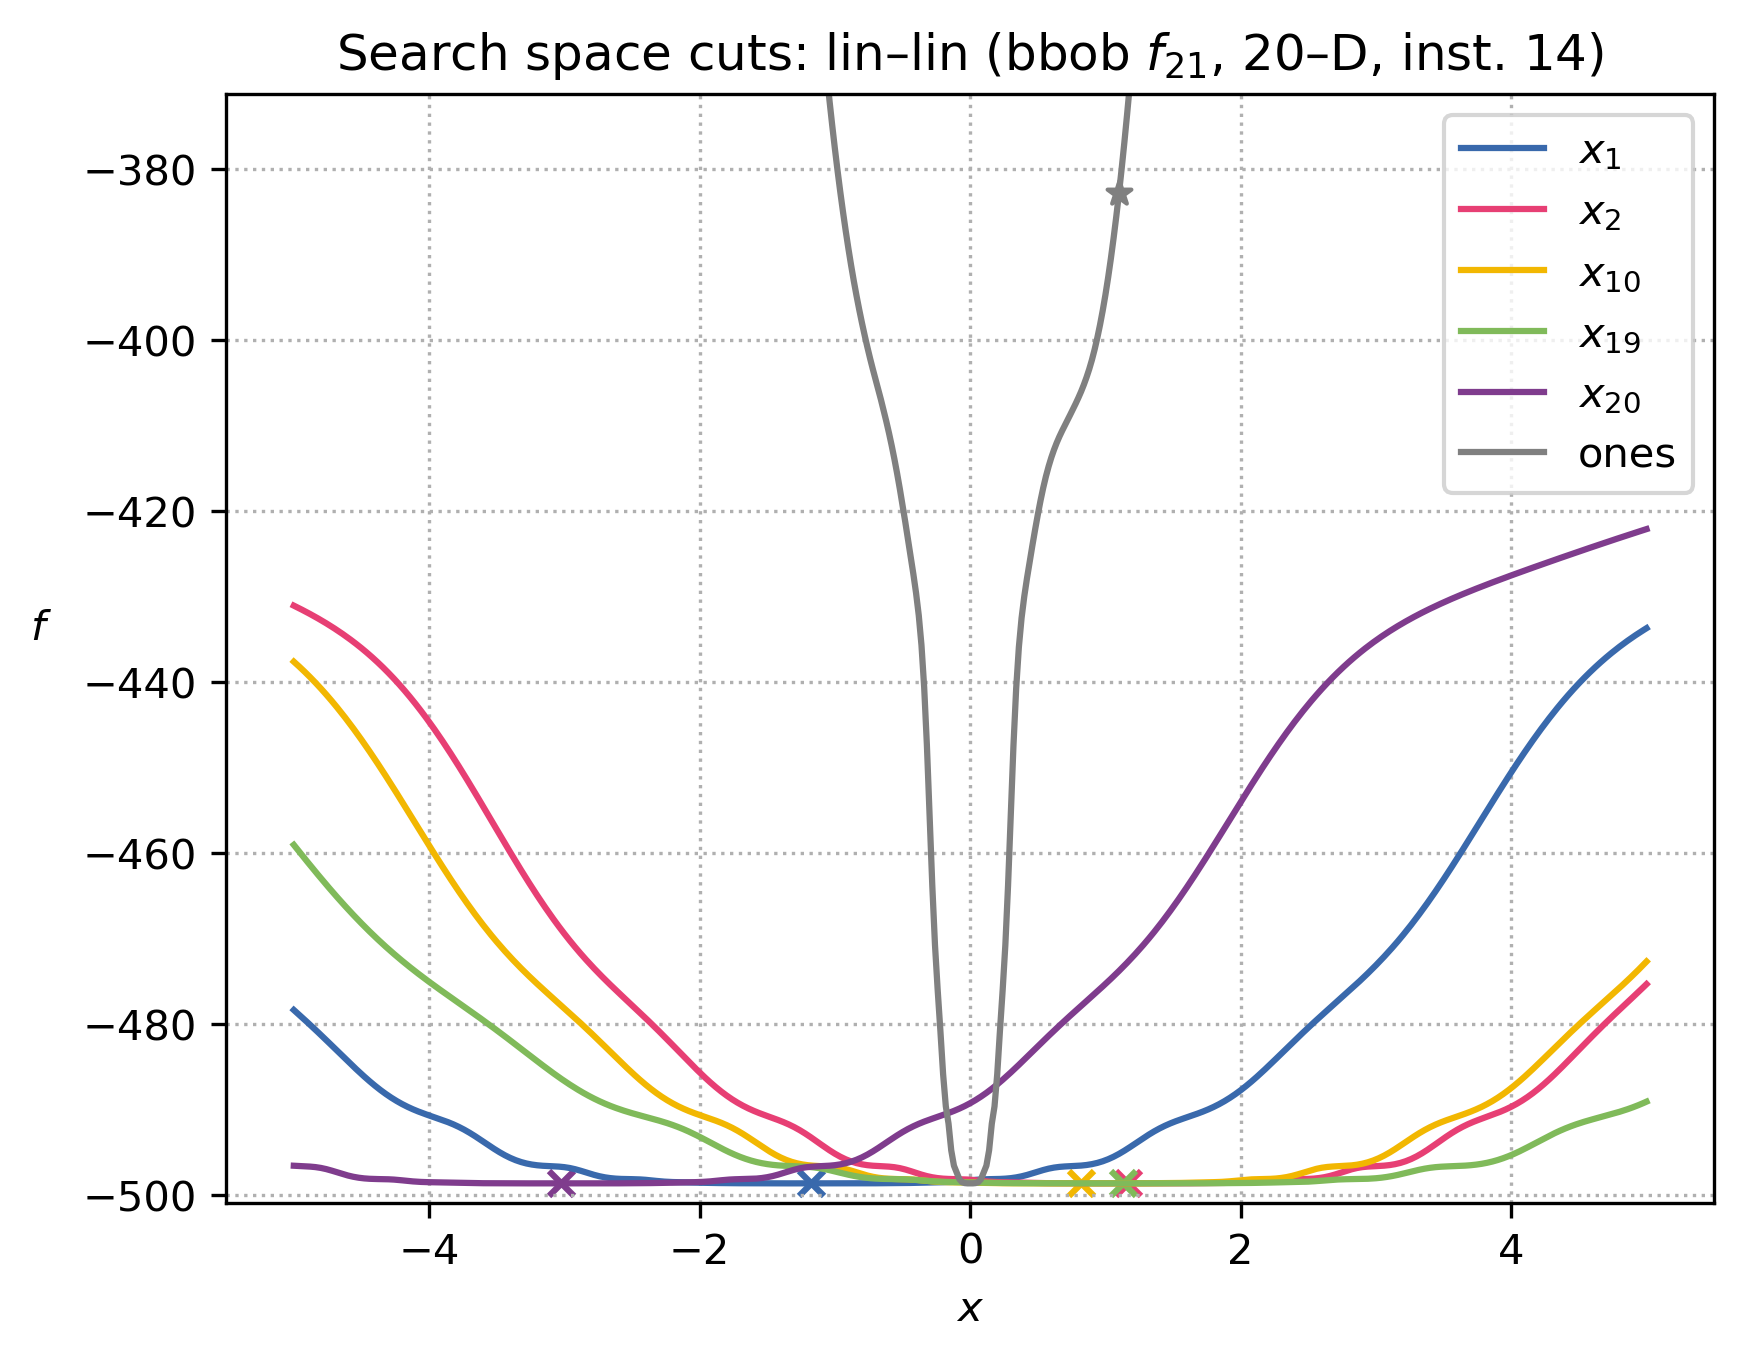 Search space cuts: lin–lin (bbob f21, 20–D, inst. 14)
−380
−400
−420
−440
−460
−480
−500
f
−4
−2
0
2
4
x
x1
x2
x10
x19
x20
ones